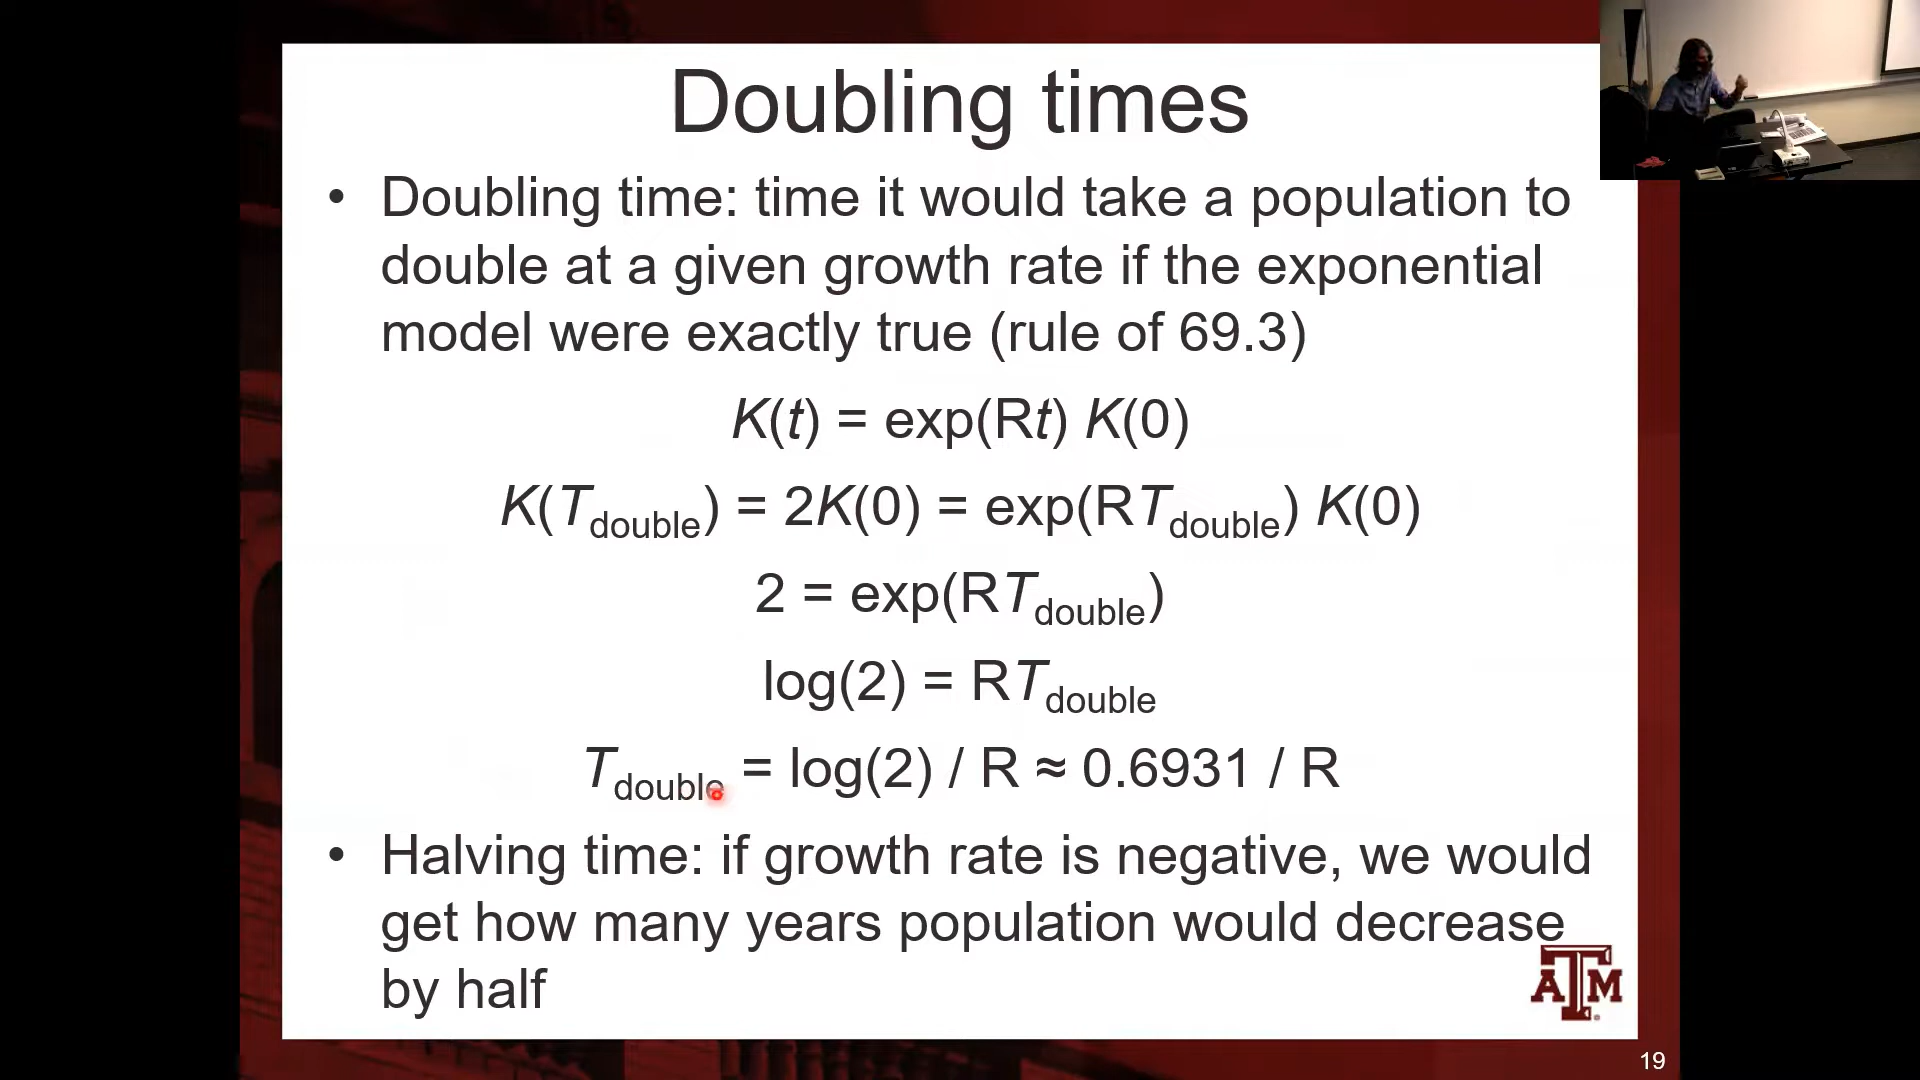 Doubling times
• Doubling time: time it would take a population to
double at a given growth rate if the exponential
model were exactly true (rule of 69.3)
K(t) = exp(Rt) K(0)
K(Tdouble) = 2K(0) = exp(RTdouble) K(0)
2 = exp(RTdouble)
log(2) = RTdouble
Tdouble = log(2) / R ≈ 0.6931 / R
• Halving time: if growth rate is negative, we would
get how many years population would decrease
by half
ATM
19